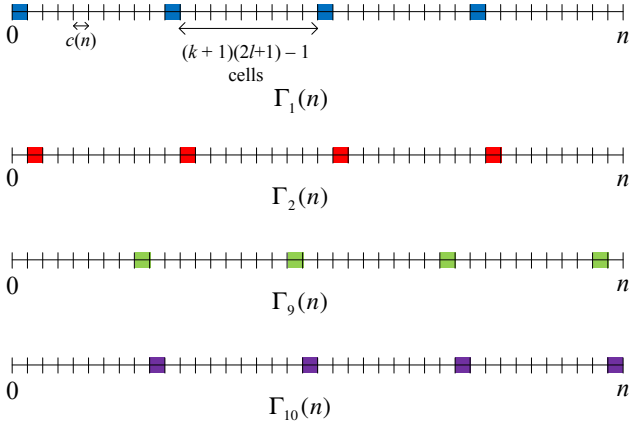 0 n
c(n)
(k + 1)(2l+1) – 1
cells
Γ₁(n)
0 n
Γ₂(n)
0 n
Γ₉(n)
0 n
Γ₁₀(n)